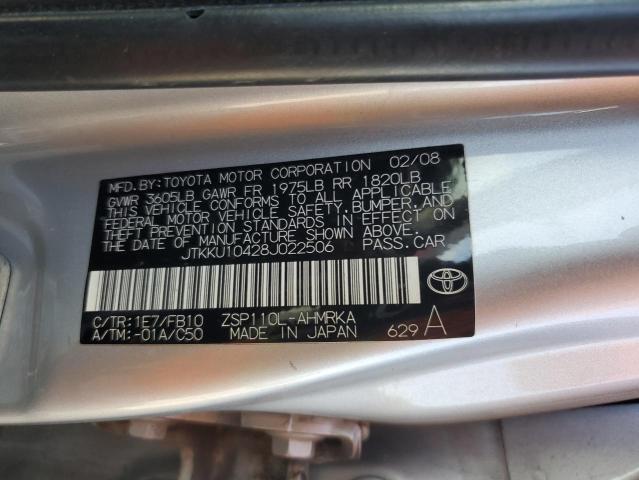 MFD.BY:TOYOTA MOTOR CORPORATION 02/08
GVWR 3605LB GAWR FR 1975LB RR 1820LB
THIS VEHICLE CONFORMS TO ALL APPLICABLE
FEDERAL MOTOR VEHICLE SAFETY, BUMPER,AND
THEFT PREVENTION STANDARDS IN EFFECT ON
THE DATE OF MANUFACTURE SHOWN ABOVE.
JTKKU10428J022506 PASS.CAR
C/TR:1E7/FB10 ZSP110L-AHMRKA
A/TM:-01A/C50 MADE IN JAPAN 629 A